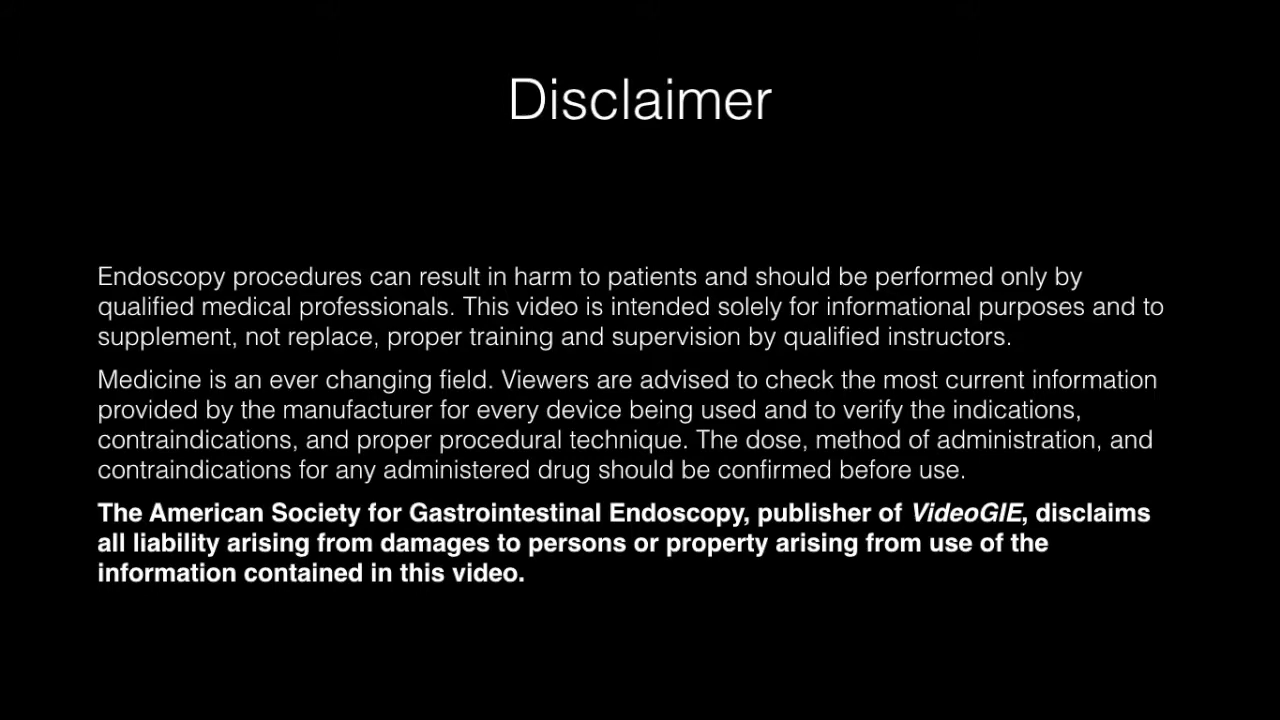 Disclaimer
Endoscopy procedures can result in harm to patients and should be performed only by
qualified medical professionals. This video is intended solely for informational purposes and to
supplement, not replace, proper training and supervision by qualified instructors.
Medicine is an ever changing field. Viewers are advised to check the most current information
provided by the manufacturer for every device being used and to verify the indications,
contraindications, and proper procedural technique. The dose, method of administration, and
contraindications for any administered drug should be confirmed before use.
The American Society for Gastrointestinal Endoscopy, publisher of VideoGIE, disclaims
all liability arising from damages to persons or property arising from use of the
information contained in this video.